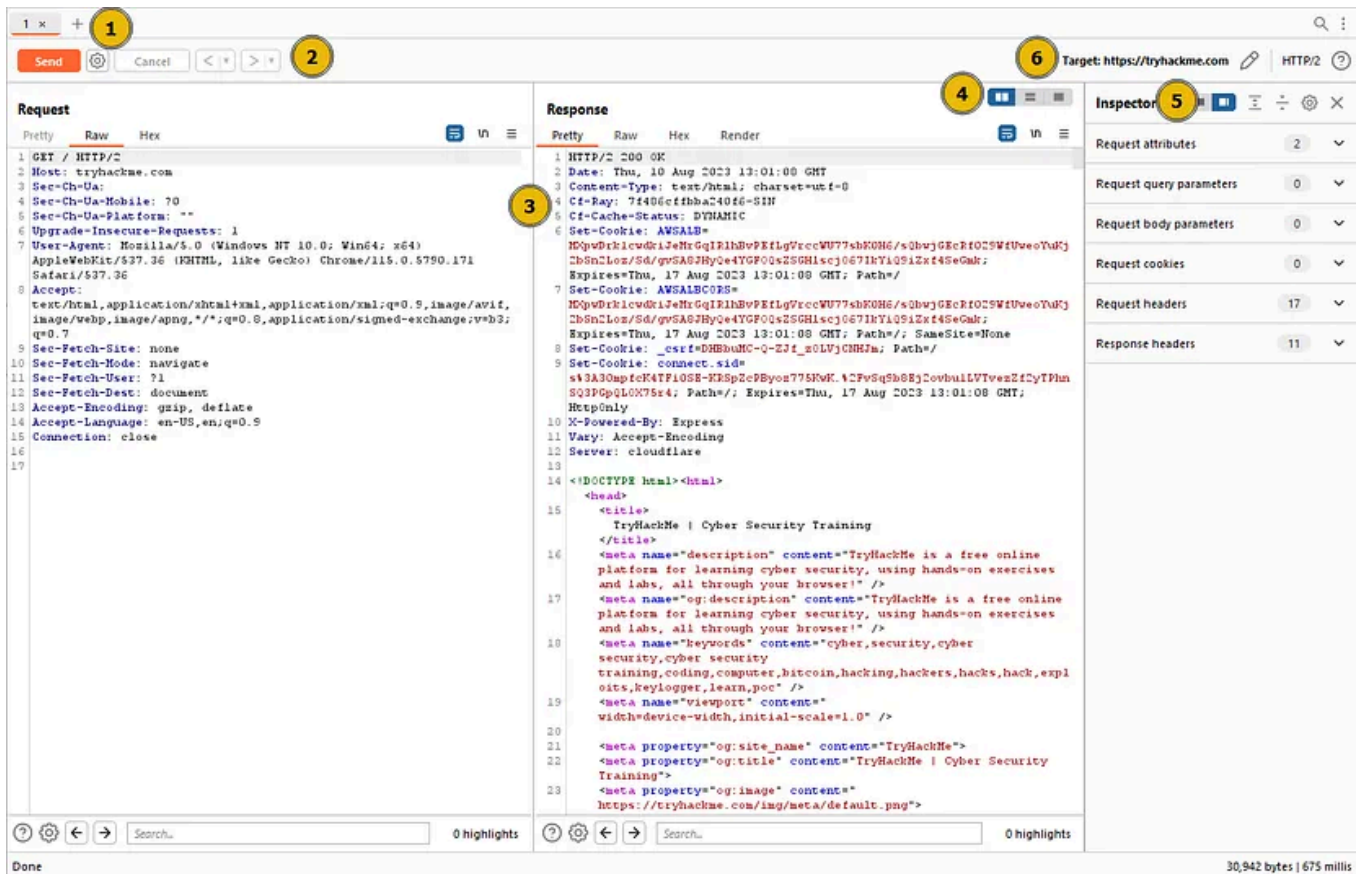 1 ×
+
1
Send
Cancel
<
>
2
6
Target: https://tryhackme.com
HTTP/2
?
Request
Pretty
Raw
Hex
\n
1 GET / HTTP/2
2 Host: tryhackme.com
3 Sec-Ch-Ua:
4 Sec-Ch-Ua-Mobile: ?0
5 Sec-Ch-Ua-Platform: ""
6 Upgrade-Insecure-Requests: 1
7 User-Agent: Mozilla/5.0 (Windows NT 10.0; Win64; x64)
AppleWebKit/537.36 (KHTML, like Gecko) Chrome/115.0.5790.171
Safari/537.36
8 Accept:
text/html,application/xhtml+xml,application/xml;q=0.9,image/avif,
image/webp,image/apng,*/*;q=0.8,application/signed-exchange;v=b3;
q=0.7
9 Sec-Fetch-Site: none
10 Sec-Fetch-Mode: navigate
11 Sec-Fetch-User: ?1
12 Sec-Fetch-Dest: document
13 Accept-Encoding: gzip, deflate
14 Accept-Language: en-US,en;q=0.9
15 Connection: close
16
17
?
Search...
0 highlights
3
Response
4
Pretty
Raw
Hex
Render
\n
1 HTTP/2 200 OK
2 Date: Thu, 10 Aug 2023 13:01:08 GMT
3 Content-Type: text/html; charset=utf-8
4 Cf-Ray:
5 Cf-Cache-Status: DYNAMIC
6 Set-Cookie: AWSALB=
Expires=Thu, 17 Aug 2023 13:01:08 GMT; Path=/
7 Set-Cookie: AWSALBCORS=
Expires=Thu, 17 Aug 2023 13:01:08 GMT; Path=/; SameSite=None
8 Set-Cookie: _csrf= Path=/
9 Set-Cookie: connect.sid=
Path=/; Expires=Thu, 17 Aug 2023 13:01:08 GMT;
HttpOnly
10 X-Powered-By: Express
11 Vary: Accept-Encoding
12 Server: cloudflare
13
14 <!DOCTYPE html><html>
<head>
15 <title>
TryHackMe | Cyber Security Training
</title>
16 <meta name="description" content="TryHackMe is a free online
platform for learning cyber security, using hands-on exercises
and labs, all through your browser!" />
17 <meta name="og:description" content="TryHackMe is a free online
platform for learning cyber security, using hands-on exercises
and labs, all through your browser!" />
18 <meta name="keywords" content="cyber,security,cyber
security,cyber security
training,coding,computer,bitcoin,hacking,hackers,hacks,hack,expl
oits,keylogger,learn,poc" />
19 <meta name="viewport" content="
width=device-width,initial-scale=1.0" />
20
21 <meta property="og:site_name" content="TryHackMe">
22 <meta property="og:title" content="TryHackMe | Cyber Security
Training">
23 <meta property="og:image" content="
https://tryhackme.com/img/meta/default.png">
?
Search...
0 highlights
Inspector
5
Request attributes 2
Request query parameters 0
Request body parameters 0
Request cookies 0
Request headers 17
Response headers 11
Done
30,942 bytes | 675 millis